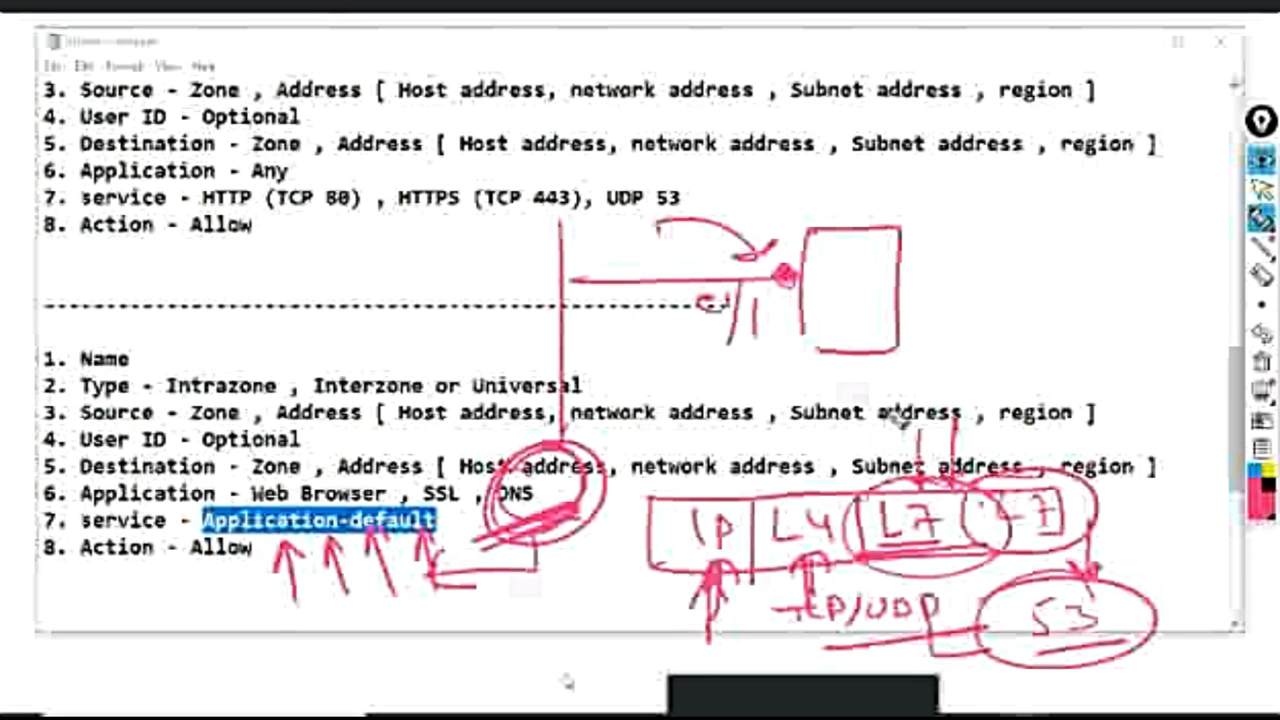 3. Source - Zone , Address [ Host address, network address , Subnet address , region ]
4. User ID - Optional
5. Destination - Zone , Address [ Host address, network address , Subnet address , region ]
6. Application - Any
7. service - HTTP (TCP 80) , HTTPS (TCP 443), UDP 53
8. Action - Allow
--------------------------------------------------------
1. Name
2. Type - Intrazone , Interzone or Universal
3. Source - Zone , Address [ Host address, network address , Subnet address , region ]
4. User ID - Optional
5. Destination - Zone , Address [ Host address, network address , Subnet address , region ]
6. Application - Web Browser , SSL , DNS
7. service - Application-default
8. Action - Allow
IP L4 L7
TCP/UDP 53